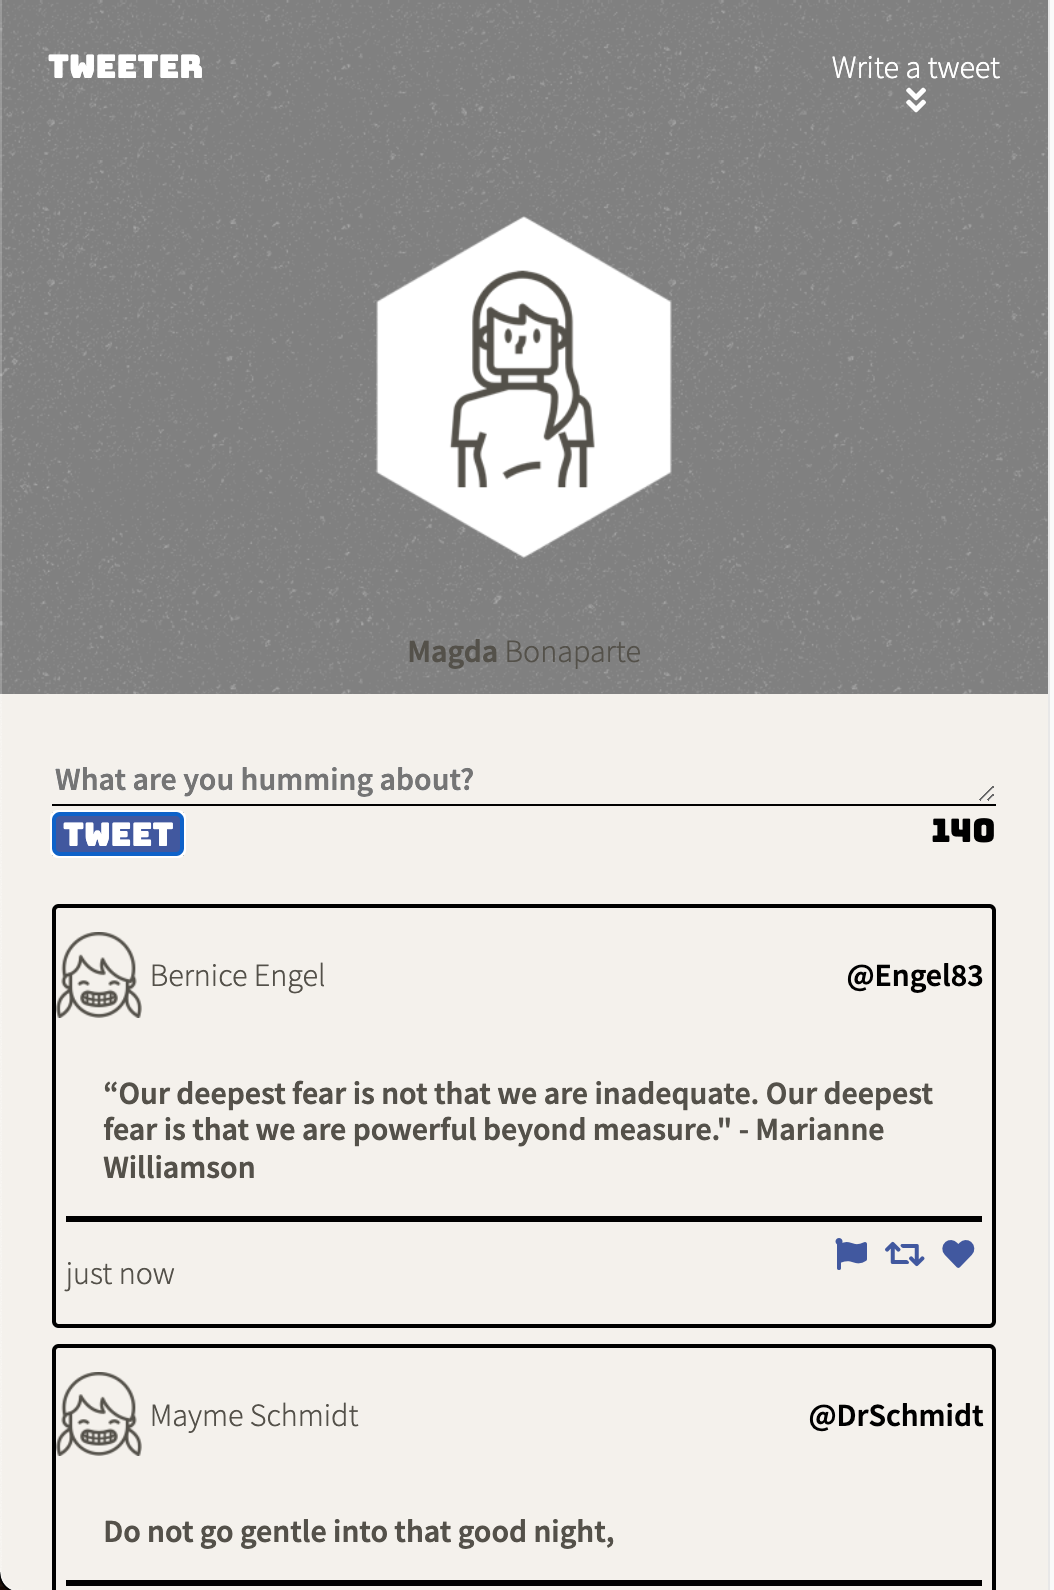 TWEETER
Write a tweet
Magda Bonaparte
What are you humming about?
TWEET
140
Bernice Engel
@Engel83
“Our deepest fear is not that we are inadequate. Our deepest
fear is that we are powerful beyond measure." - Marianne
Williamson
just now
Mayme Schmidt
@DrSchmidt
Do not go gentle into that good night,